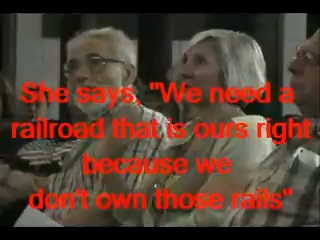 She says, "We need a
railroad that is ours right
because we
don't own those rails"